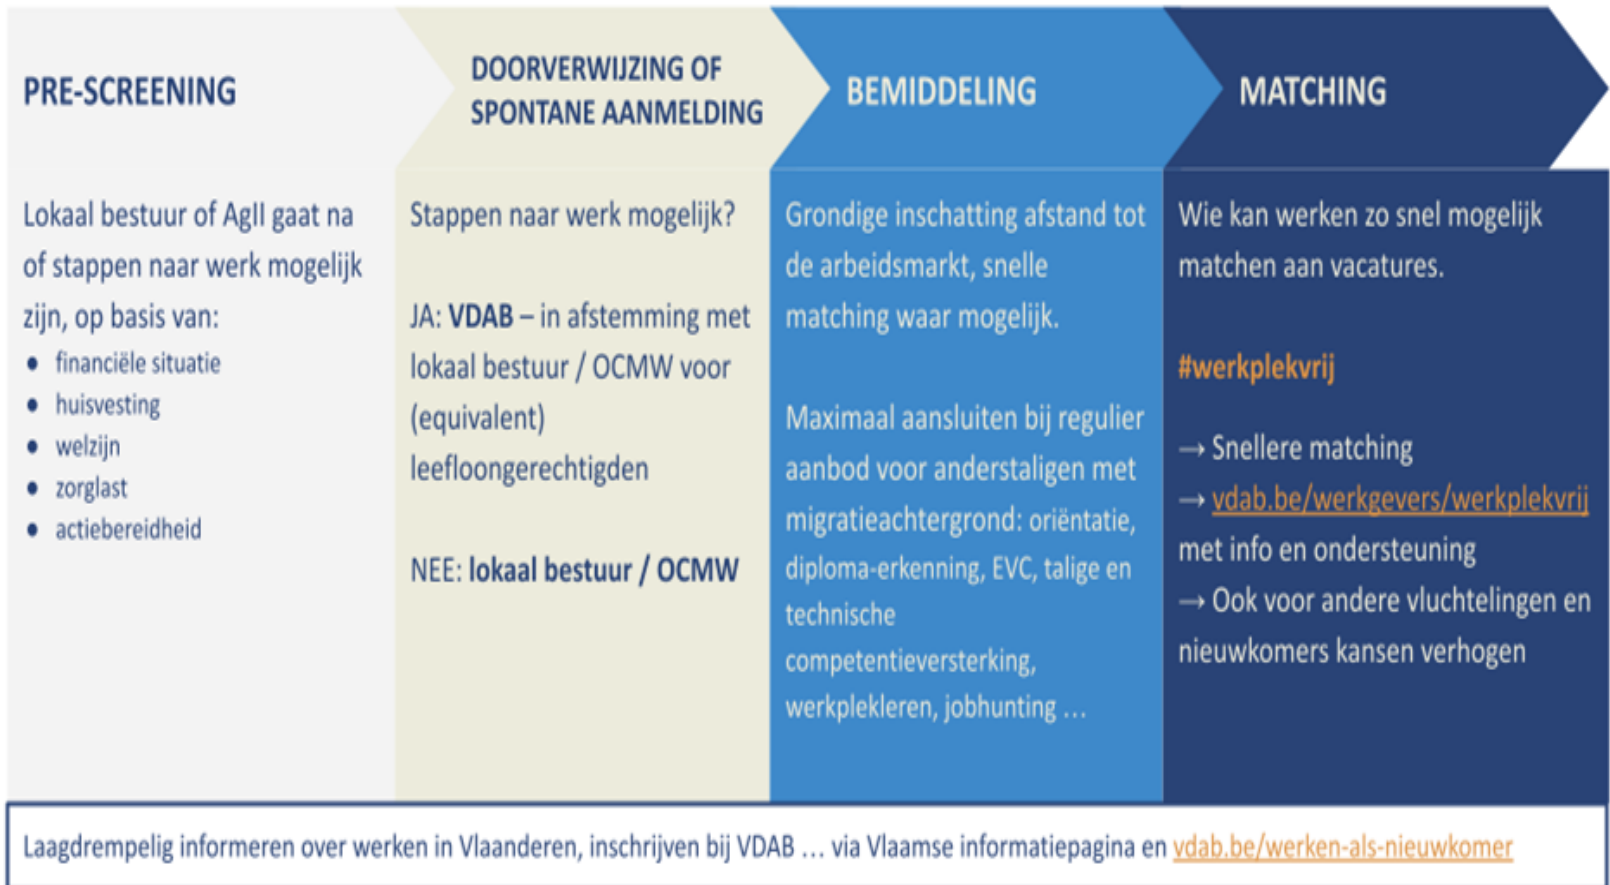 PRE-SCREENING
Lokaal bestuur of AgII gaat na
of stappen naar werk mogelijk
zijn, op basis van:
• financiële situatie
• huisvesting
• welzijn
• zorglast
• actiebereidheid
DOORVERWIJZING OF
SPONTANE AANMELDING
Stappen naar werk mogelijk?
JA: VDAB – in afstemming met
lokaal bestuur / OCMW voor
(equivalent)
leefloongerechtigden
NEE: lokaal bestuur / OCMW
BEMIDDELING
Grondige inschatting afstand tot
de arbeidsmarkt, snelle
matching waar mogelijk.
Maximaal aansluiten bij regulier
aanbod voor anderstaligen met
migratieachtergrond: oriëntatie,
diploma-erkenning, EVC, talige en
technische
competentieversterking,
werkplekleren, jobhunting …
MATCHING
Wie kan werken zo snel mogelijk
matchen aan vacatures.
#werkplekvrij
→ Snellere matching
→ vdab.be/werkgevers/werkplekvrij
met info en ondersteuning
→ Ook voor andere vluchtelingen en
nieuwkomers kansen verhogen
Laagdrempelig informeren over werken in Vlaanderen, inschrijven bij VDAB … via Vlaamse informatiepagina en vdab.be/werken-als-nieuwkomer